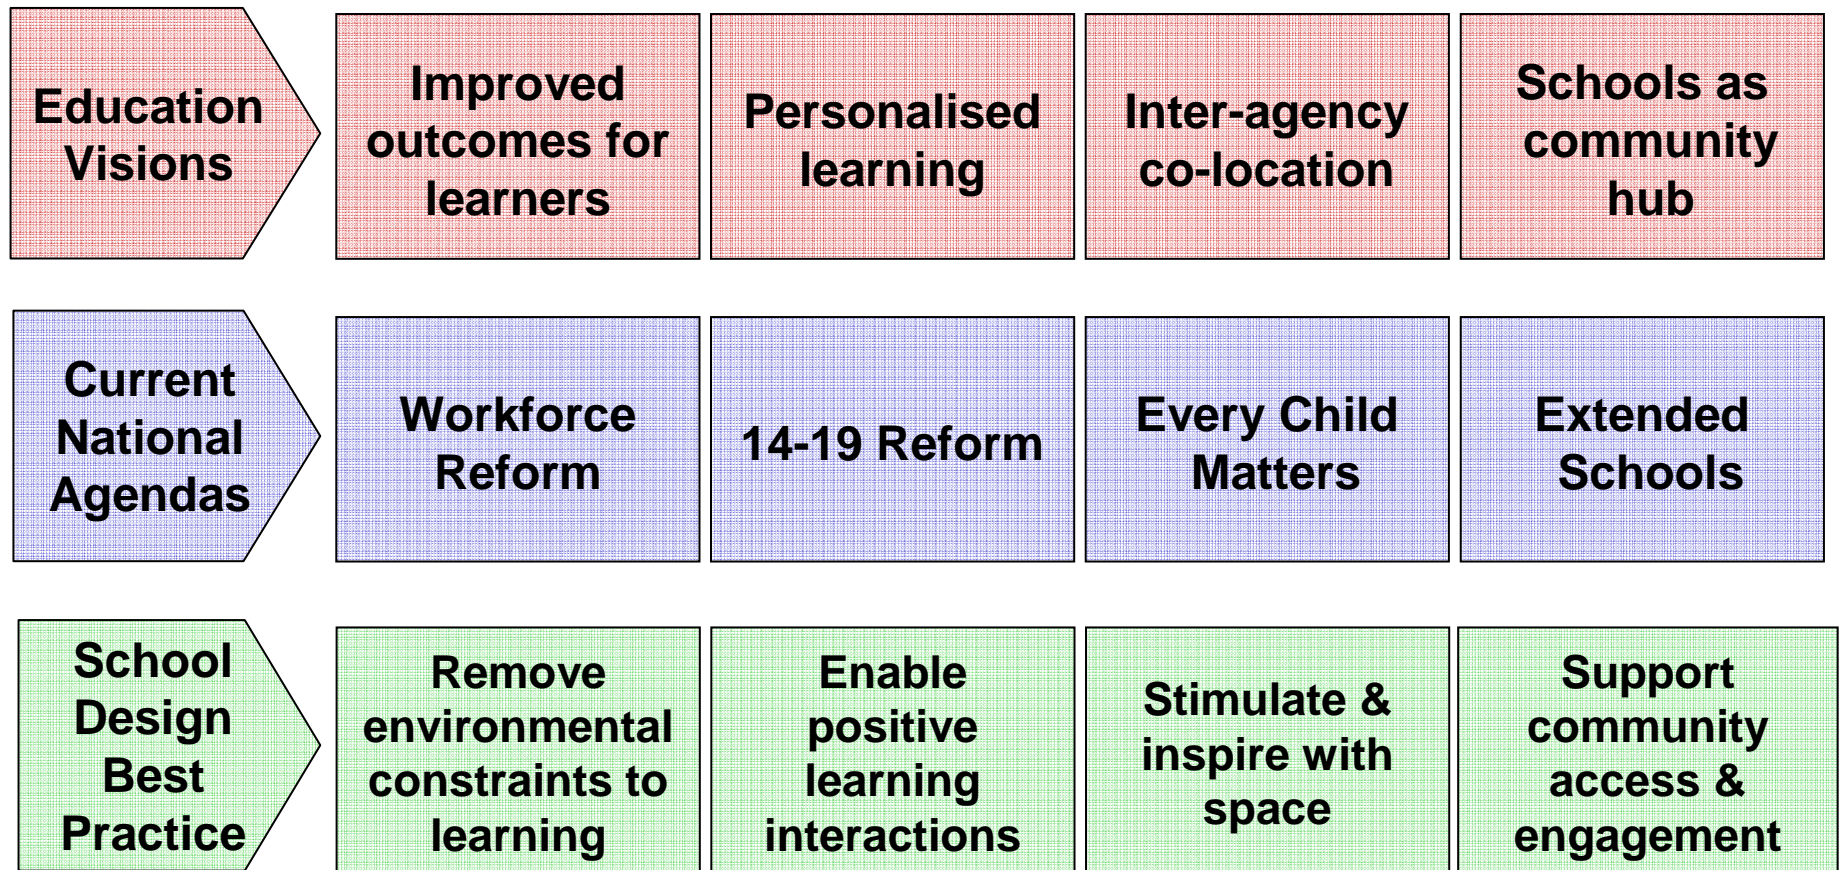 Education
Visions
Improved
outcomes for
learners
Personalised
learning
Inter-agency
co-location
Schools as
community
hub
Current
National
Agendas
Workforce
Reform
14-19 Reform
Every Child
Matters
Extended
Schools
School
Design
Best
Practice
Remove
environmental
constraints to
learning
Enable
positive
learning
interactions
Stimulate &
inspire with
space
Support
community
access &
engagement